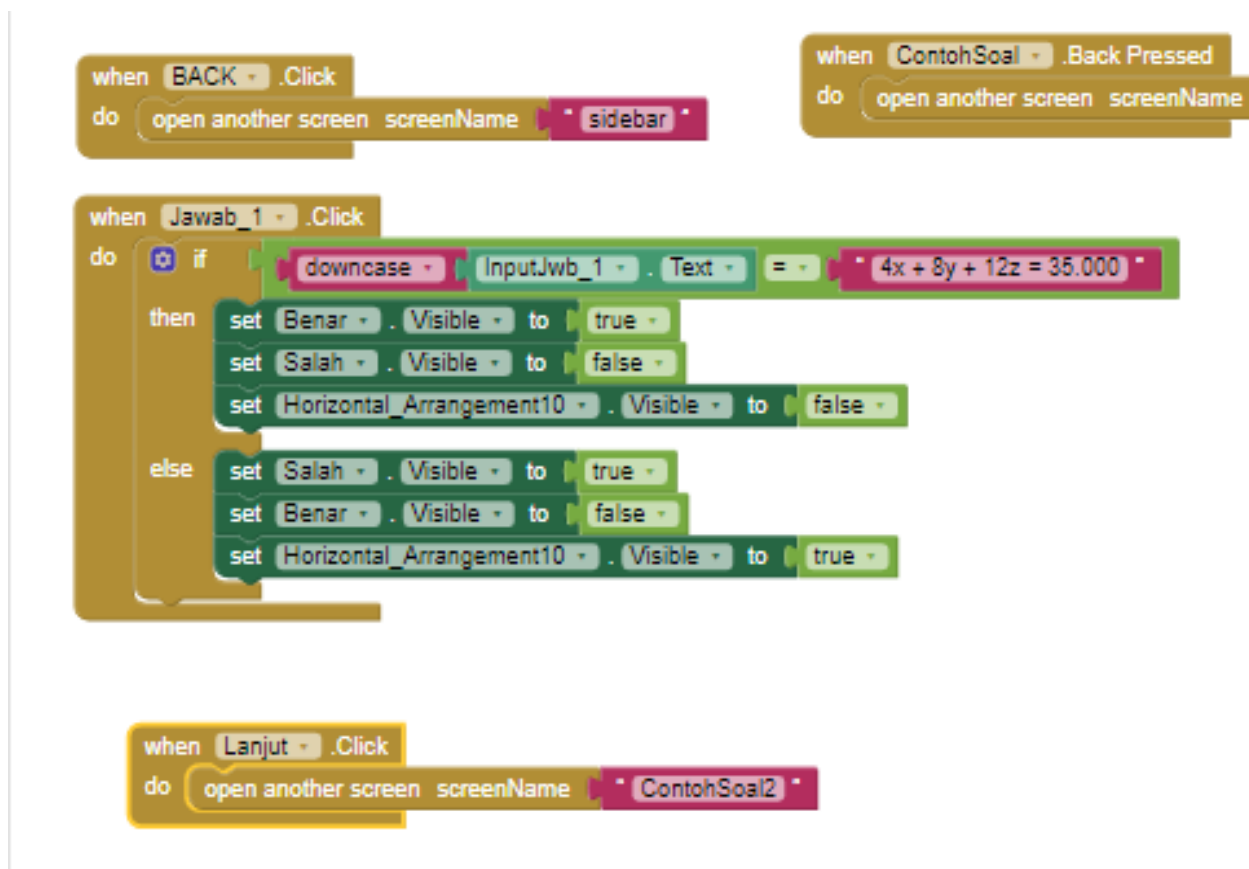 when BACK .Click
do open another screen screenName " sidebar "
when ContohSoal .Back Pressed
do open another screen screenName
when Jawab_1 .Click
do if downcase InputJwb_1 . Text = " 4x + 8y + 12z = 35.000 "
then set Benar . Visible to true
set Salah . Visible to false
set Horizontal_Arrangement10 . Visible to false
else set Salah . Visible to true
set Benar . Visible to false
set Horizontal_Arrangement10 . Visible to true
when Lanjut .Click
do open another screen screenName " ContohSoal2 "